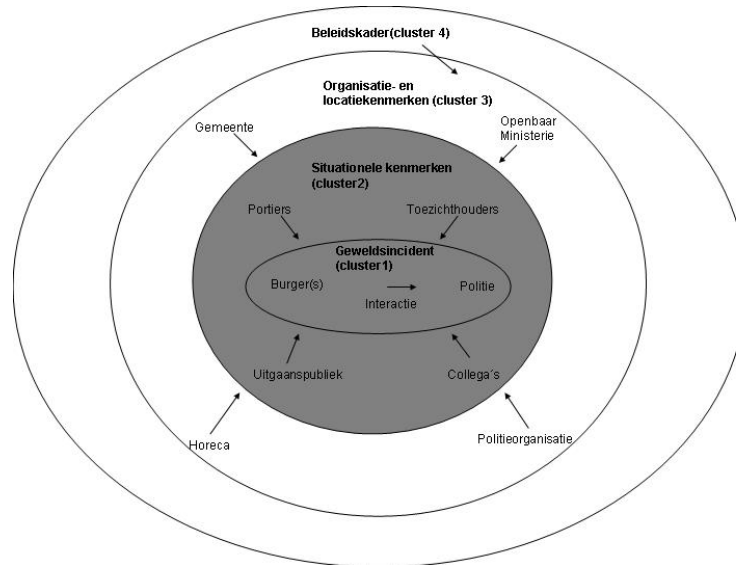 Beleidskader(cluster 4)
Organisatie- en
locatiekenmerken (cluster 3)
Gemeente
Openbaar
Ministerie
Situationele kenmerken
(cluster2)
Portiers
Toezichthouders
Geweldsincident
(cluster1)
Burger(s)
Politie
Interactie
Uitgaanspubliek
Collega´s
Horeca
Politieorganisatie